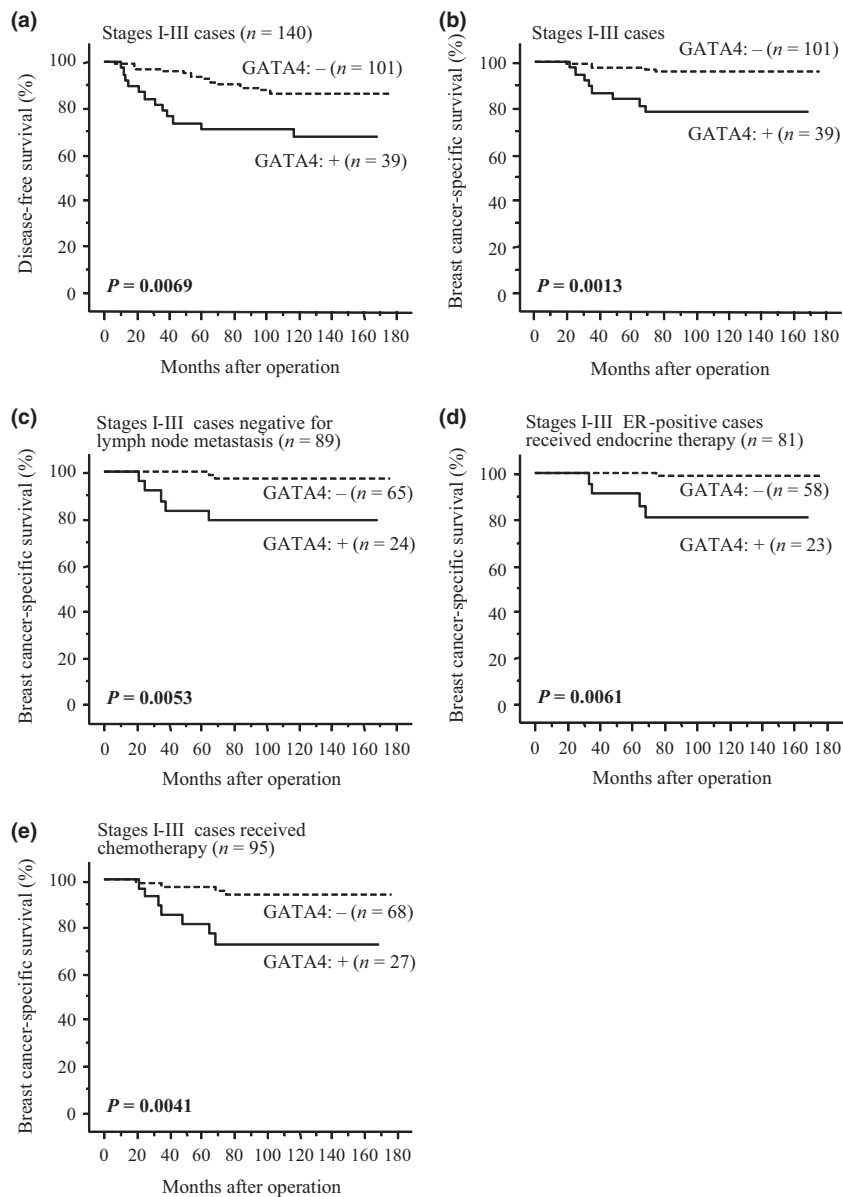 (a)
Stages I-III cases (n = 140)
Disease-free survival (%)
100
80
60
40
20
0
GATA4: – (n = 101)
GATA4: + (n = 39)
P = 0.0069
0 20 40 60 80 100 120 140 160 180
Months after operation
(b)
Stages I-III cases
Breast cancer-specific survival (%)
100
80
60
40
20
0
GATA4: – (n = 101)
GATA4: + (n = 39)
P = 0.0013
0 20 40 60 80 100 120 140 160 180
Months after operation
(c)
Stages I-III cases negative for
lymph node metastasis (n = 89)
Breast cancer-specific survival (%)
100
80
60
40
20
0
GATA4: – (n = 65)
GATA4: + (n = 24)
P = 0.0053
0 20 40 60 80 100 120 140 160 180
Months after operation
(d)
Stages I-III ER-positive cases
received endocrine therapy (n = 81)
Breast cancer-specific survival (%)
100
80
60
40
20
0
GATA4: – (n = 58)
GATA4: + (n = 23)
P = 0.0061
0 20 40 60 80 100 120 140 160 180
Months after operation
(e)
Stages I-III cases received
chemotherapy (n = 95)
Breast cancer-specific survival (%)
100
80
60
40
20
0
GATA4: – (n = 68)
GATA4: + (n = 27)
P = 0.0041
0 20 40 60 80 100 120 140 160 180
Months after operation